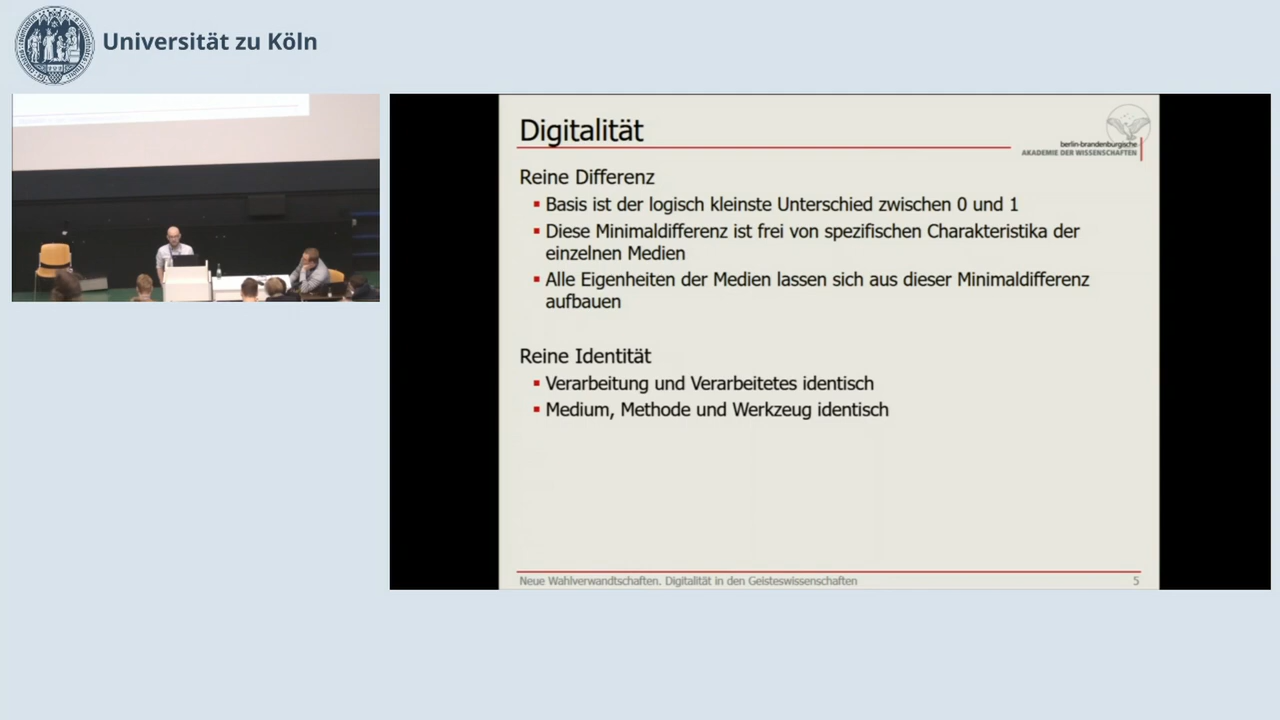 Universität zu Köln
Digitalität
berlin-brandenburgische
AKADEMIE DER WISSENSCHAFTEN
Reine Differenz
Basis ist der logisch kleinste Unterschied zwischen 0 und 1
Diese Minimaldifferenz ist frei von spezifischen Charakteristika der
einzelnen Medien
Alle Eigenheiten der Medien lassen sich aus dieser Minimaldifferenz
aufbauen
Reine Identität
Verarbeitung und Verarbeitetes identisch
Medium, Methode und Werkzeug identisch
Neue Wahlverwandtschaften. Digitalität in den Geisteswissenschaften 5